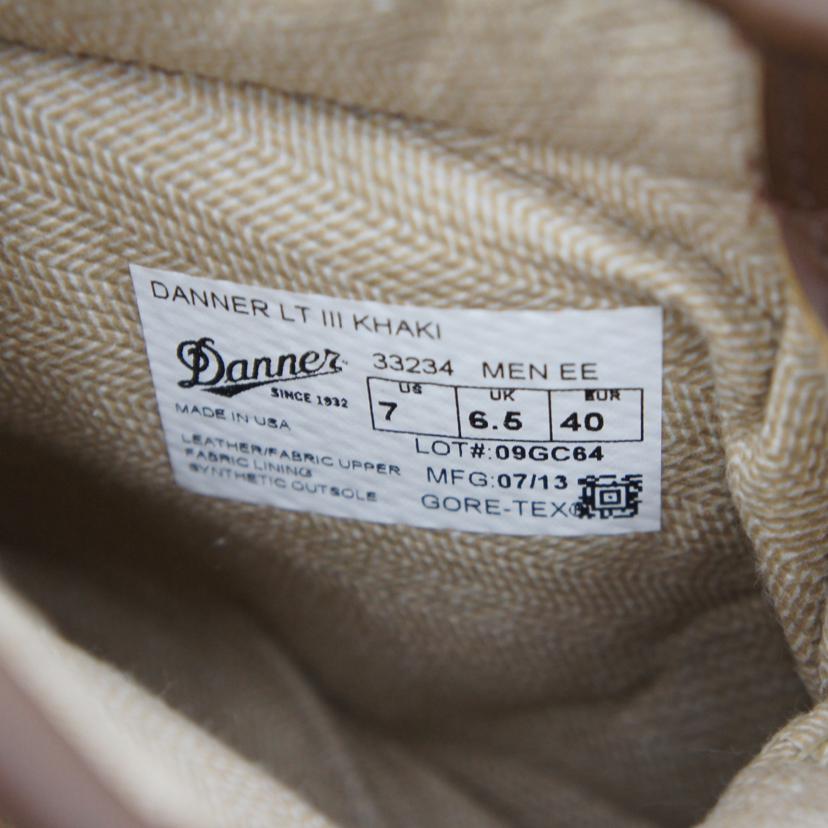 DANNER LT III KHAKI
Danner
SINCE 1932
33234 MEN EE
US UK EUR
7 6.5 40
MADE IN USA
LOT#:09GC64
LEATHER/FABRIC UPPER
FABRIC LINING
SYNTHETIC OUTSOLE
MFG:07/13
GORE-TEX®